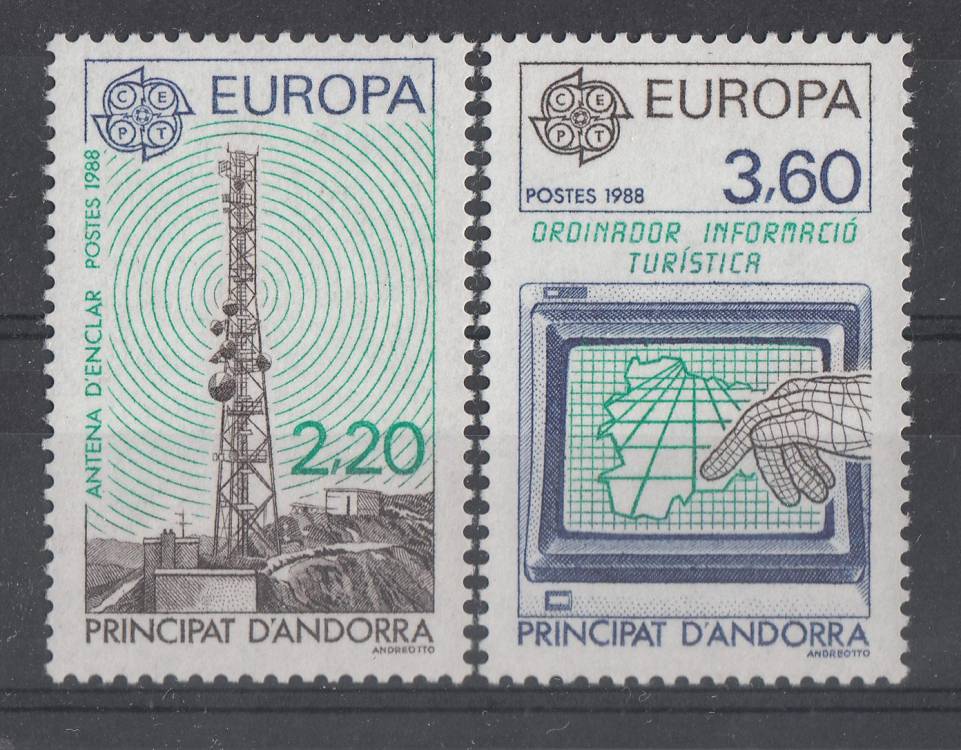 C E
P T
EUROPA
ANTENA D'ENCLAR POSTES 1988
2,20
PRINCIPAT D'ANDORRA
ANDREOTTO
C E
P T
EUROPA
3,60
POSTES 1988
ORDINADOR INFORMACIÓ
TURÍSTICA
PRINCIPAT D'ANDORRA
ANDREOTTO